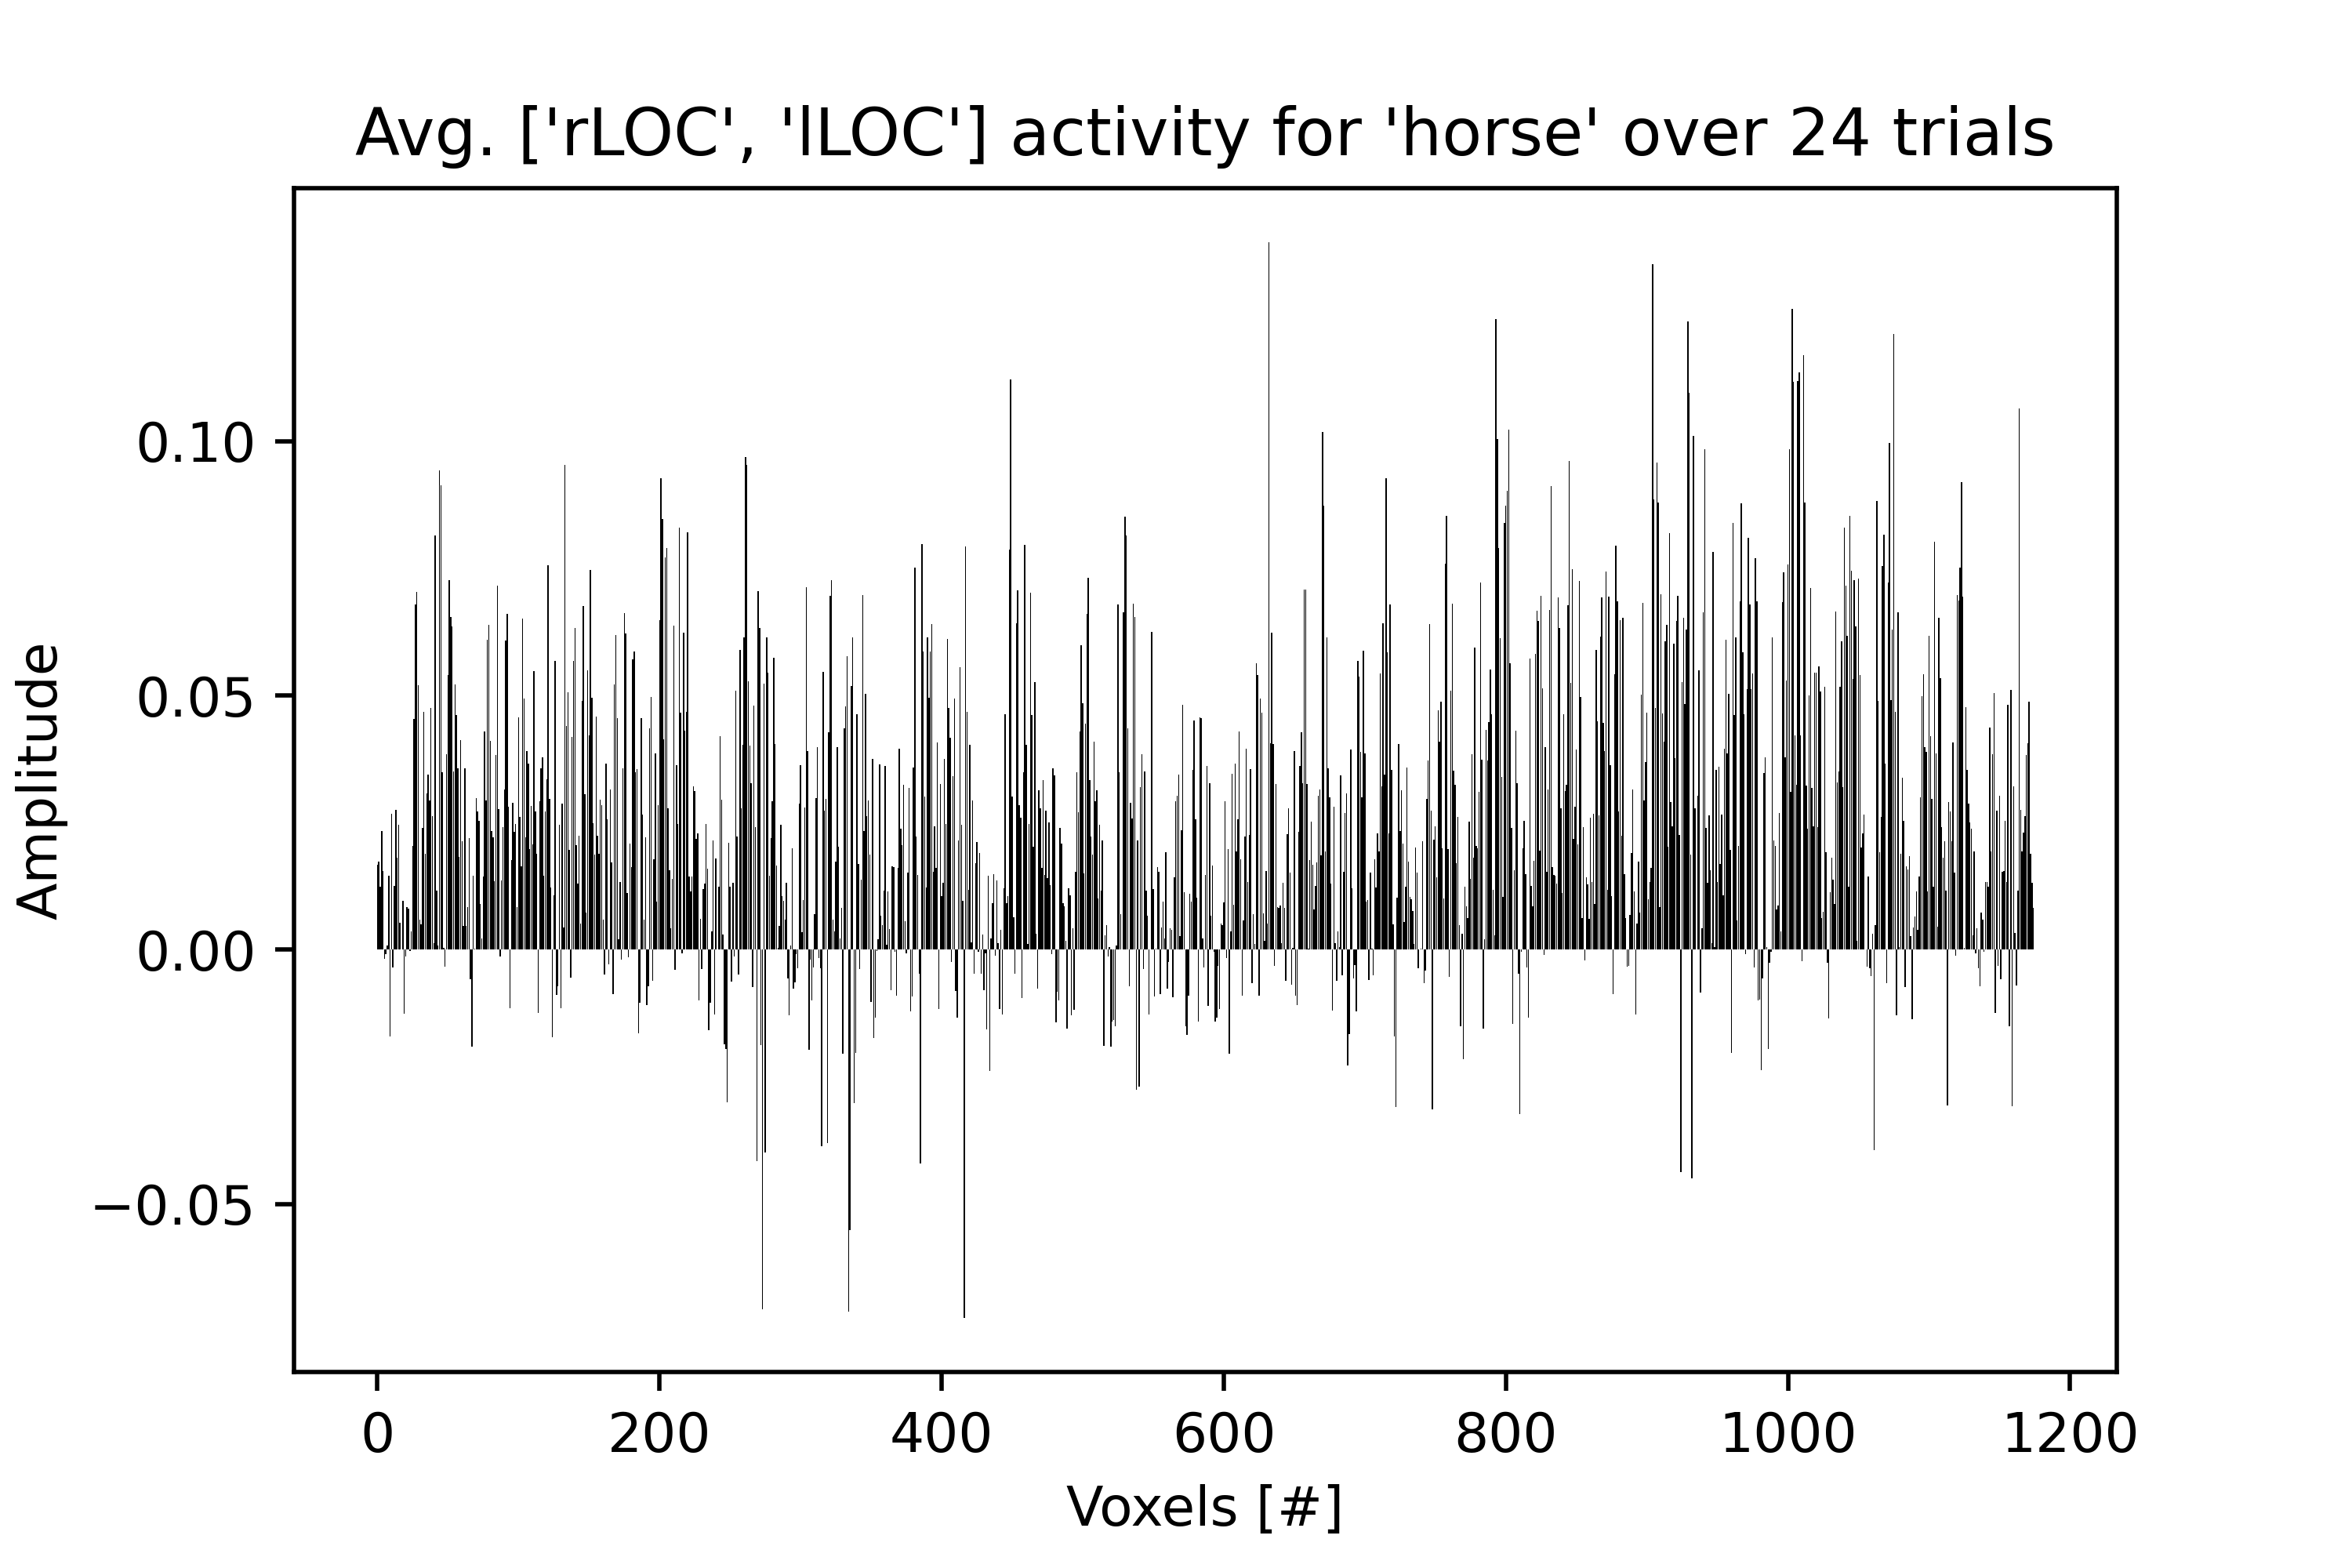 Avg. ['rLOC', 'lLOC'] activity for 'horse' over 24 trials
Amplitude
0.10
0.05
0.00
−0.05
0 200 400 600 800 1000 1200
Voxels [#]